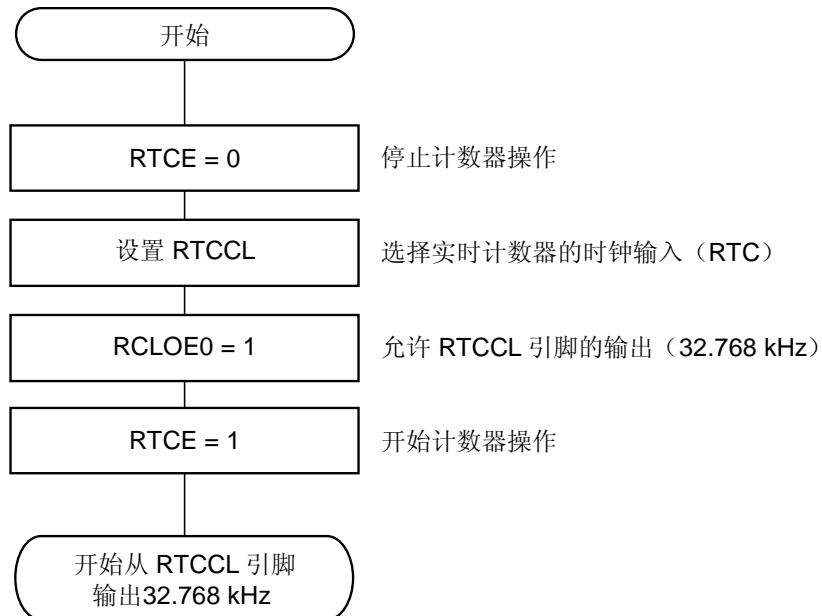 开始
RTCE = 0
停止计数器操作
设置 RTCCL
选择实时计数器的时钟输入（RTC）
RCLOE0 = 1
允许 RTCCL 引脚的输出（32.768 kHz）
RTCE = 1
开始计数器操作
开始从 RTCCL 引脚
输出32.768 kHz